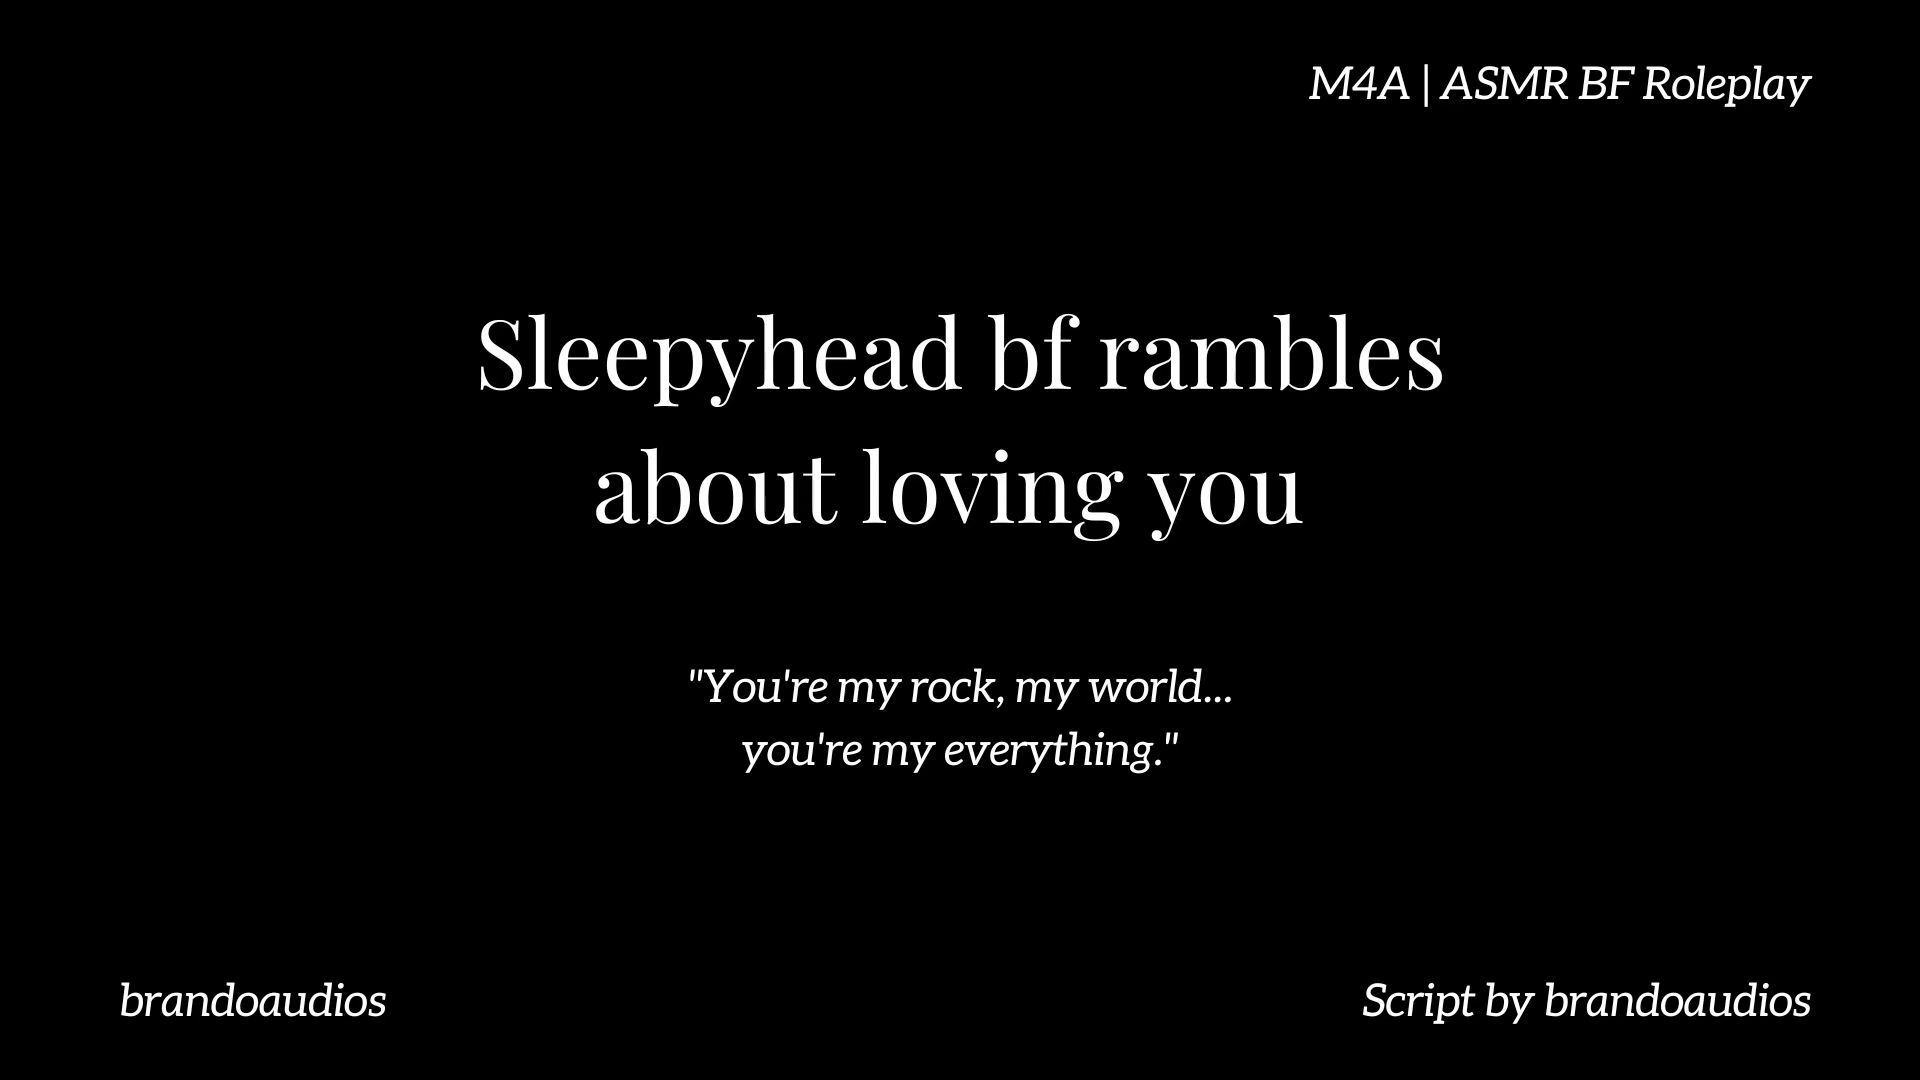 M4A | ASMR BF Roleplay
Sleepyhead bf rambles
about loving you
"You're my rock, my world...
you're my everything."
brandoaudios
Script by brandoaudios